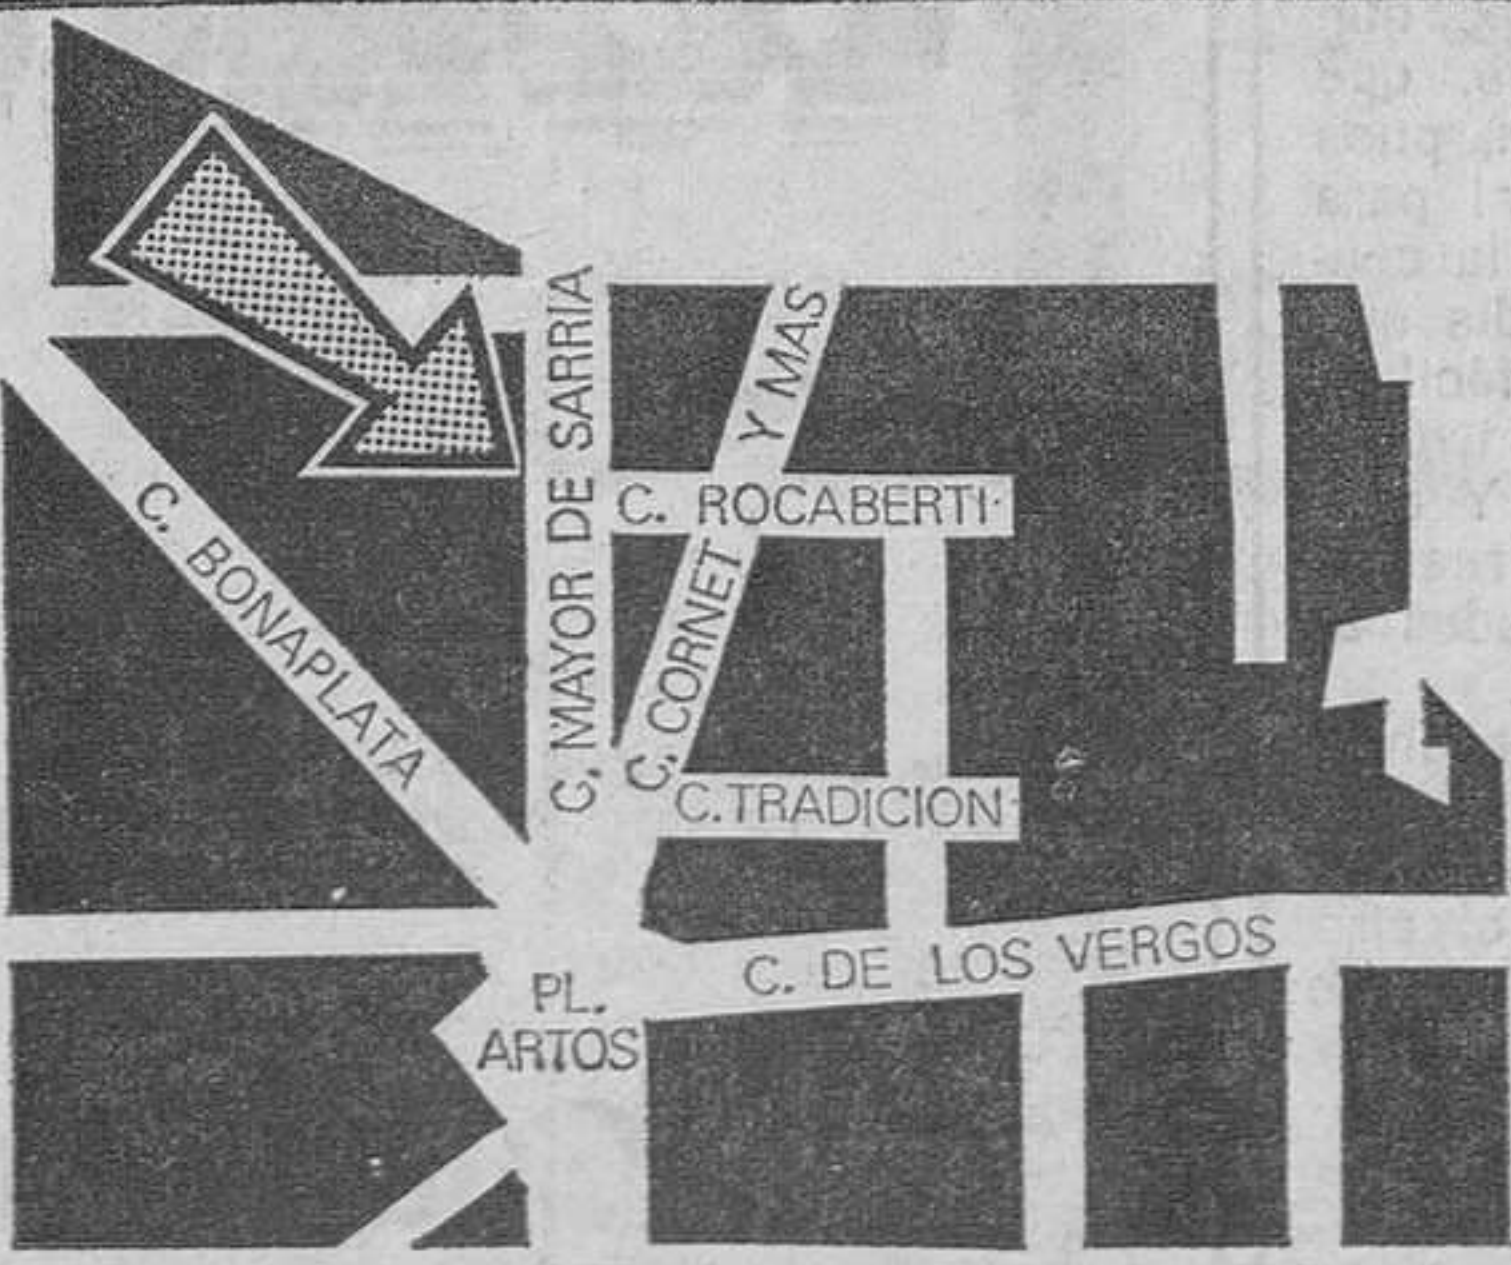 C. MAYOR DE SARRIA
Y MAS
C. CORNET
C. ROCABERTI
C. BONAPLATA
C. TRADICION
C. DE LOS VERGOS
PL.
ARTOS